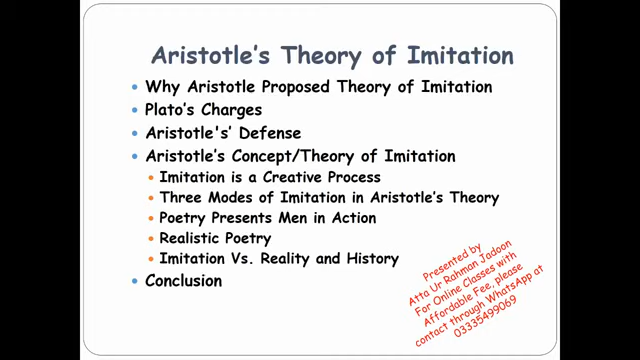 Aristotle's Theory of Imitation
Why Aristotle Proposed Theory of Imitation
Plato's Charges
Aristotle's' Defense
Aristotle's Concept/Theory of Imitation
Imitation is a Creative Process
Three Modes of Imitation in Aristotle's Theory
Poetry Presents Men in Action
Realistic Poetry
Imitation Vs. Reality and History
Conclusion
Presented by
Atta Ur Rahman Jadoon
For Online Classes with
Affordable Fee, please
contact through WhatsApp at
03335499069